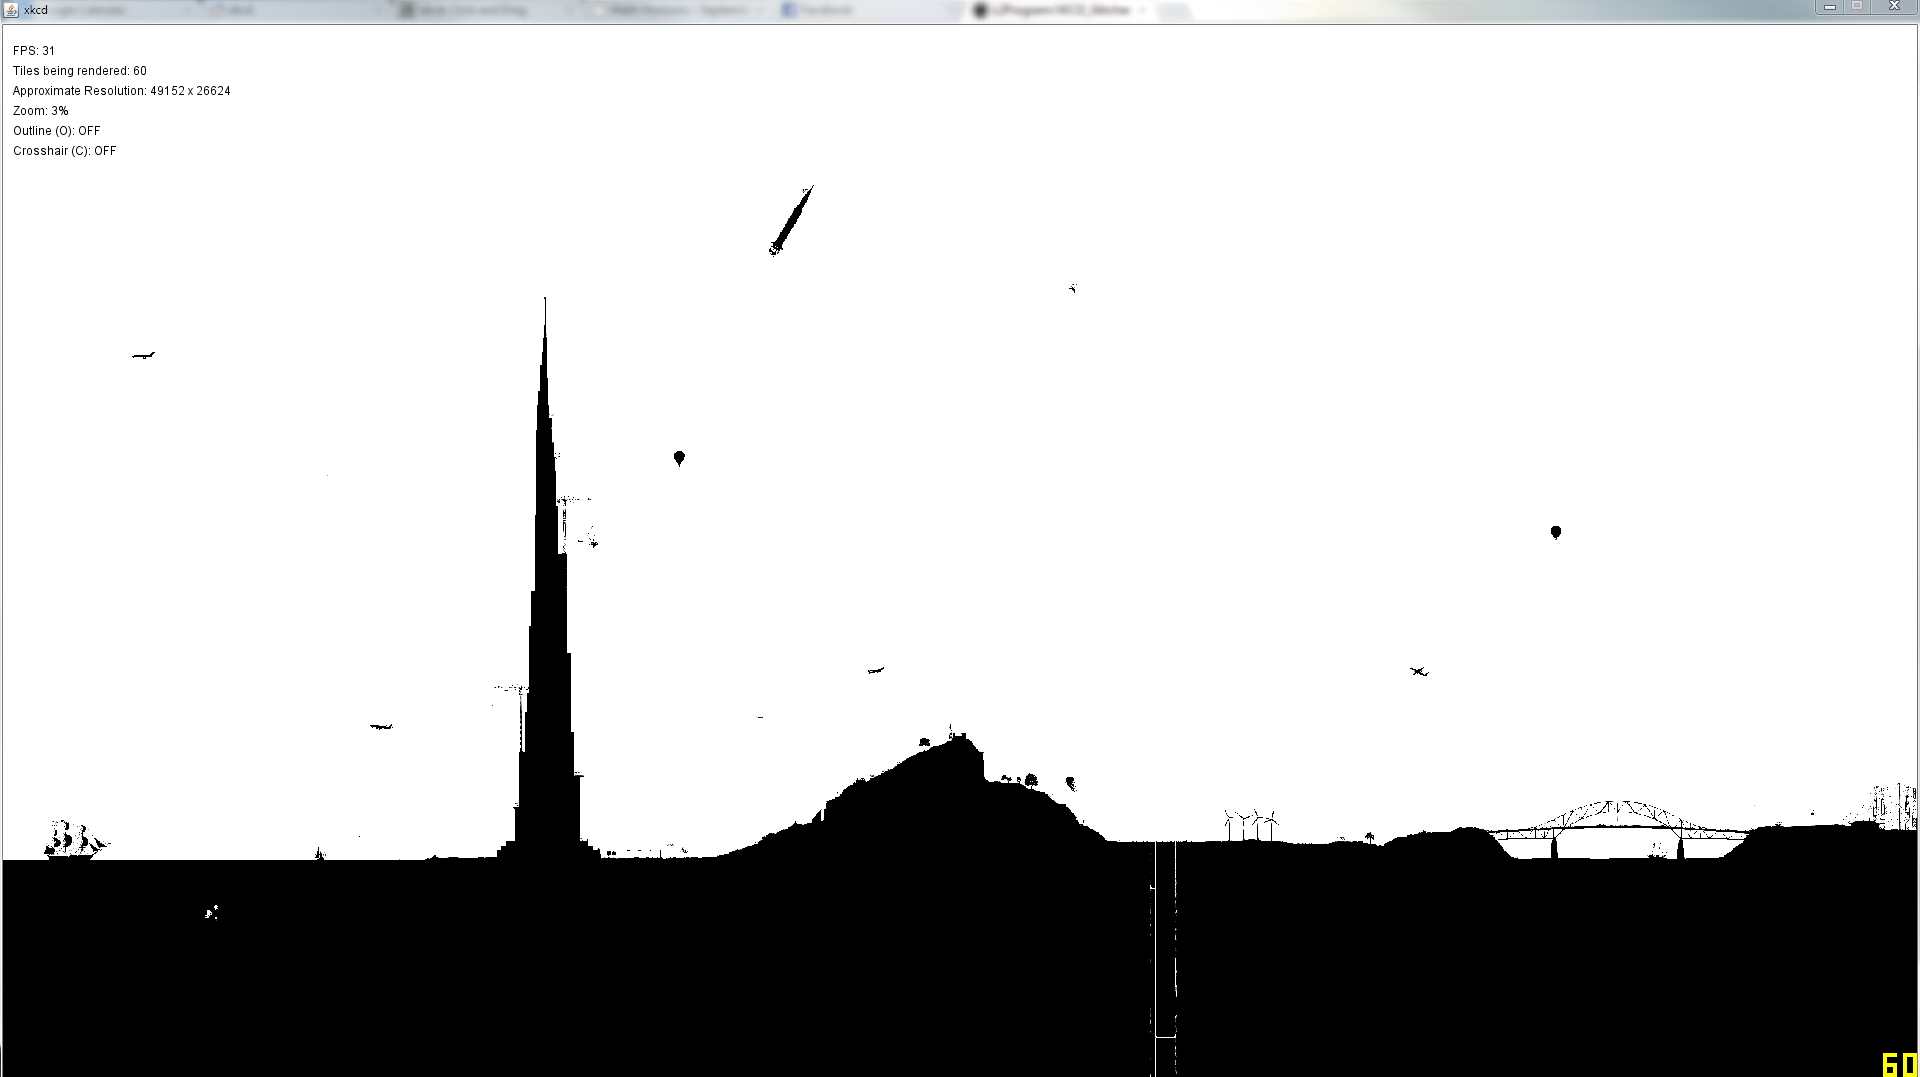 xkcd
FPS: 31
Tiles being rendered: 60
Approximate Resolution: 49152 x 26624
Zoom: 3%
Outline (O): OFF
Crosshair (C): OFF
60